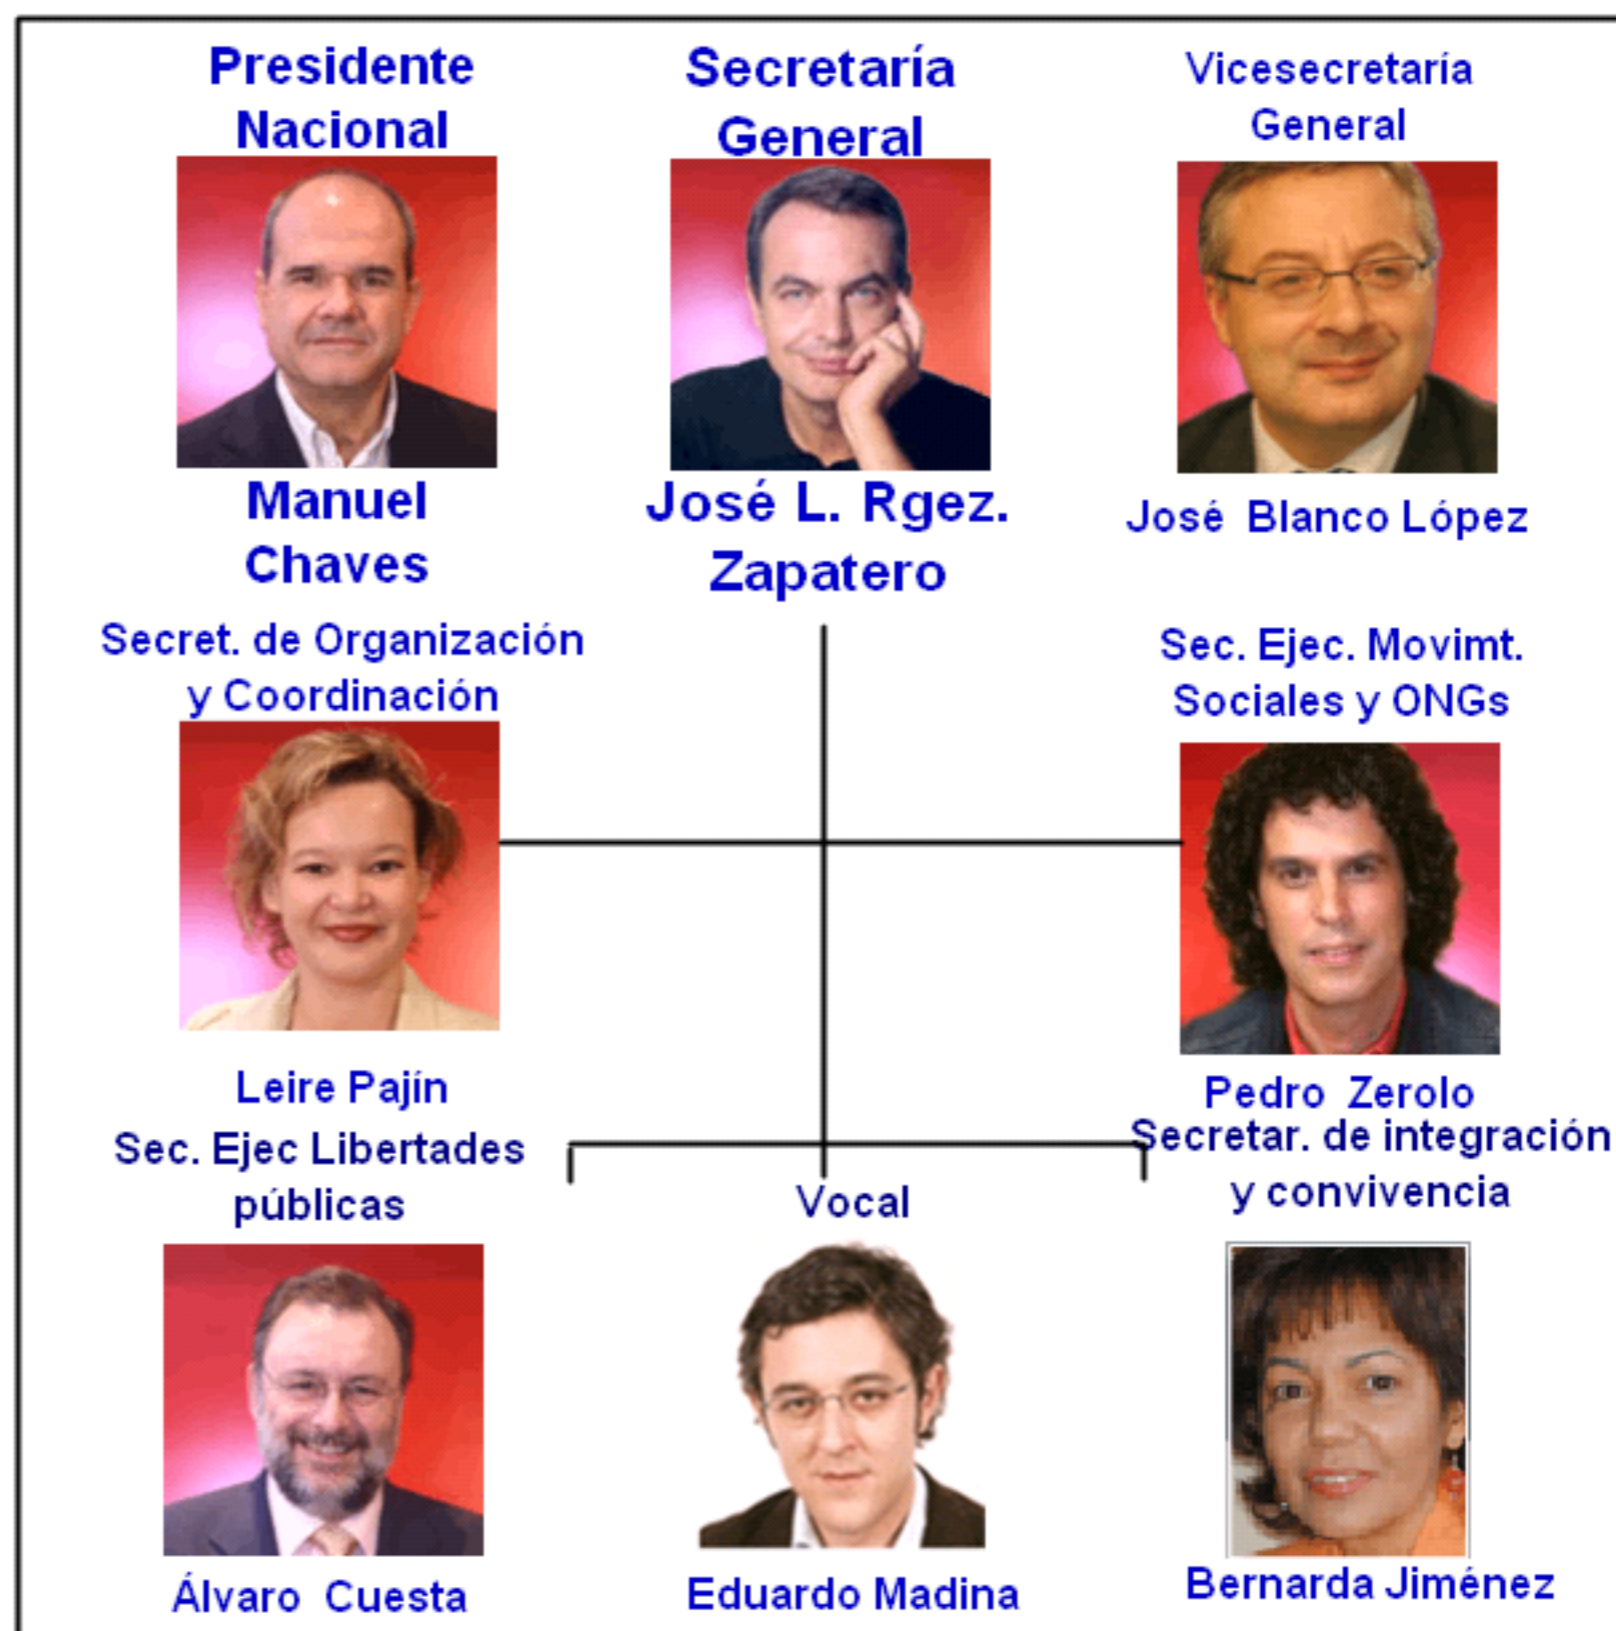 Presidente
Nacional
Secretaría
General
Vicesecretaría
General
Manuel
Chaves
José L. Rgez.
Zapatero
José Blanco López
Secret. de Organización
y Coordinación
Sec. Ejec. Movimt.
Sociales y ONGs
Leire Pajín
Pedro Zerolo
Sec. Ejec Libertades
públicas
Vocal
Secretar. de integración
y convivencia
Álvaro Cuesta
Eduardo Madina
Bernarda Jiménez